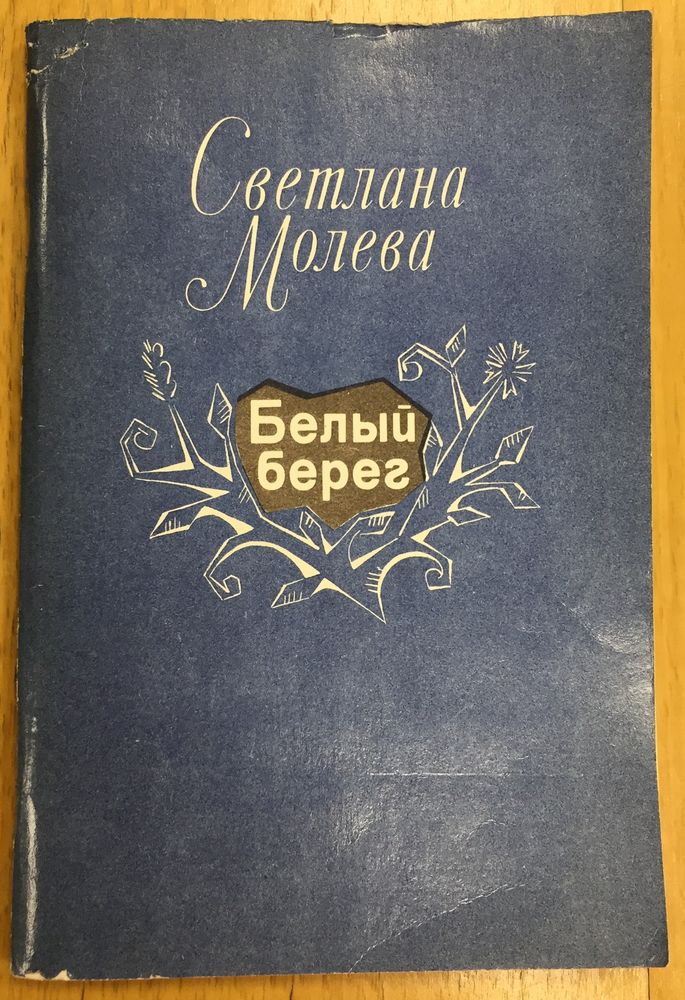 Светлана
Молева
Белый
берег